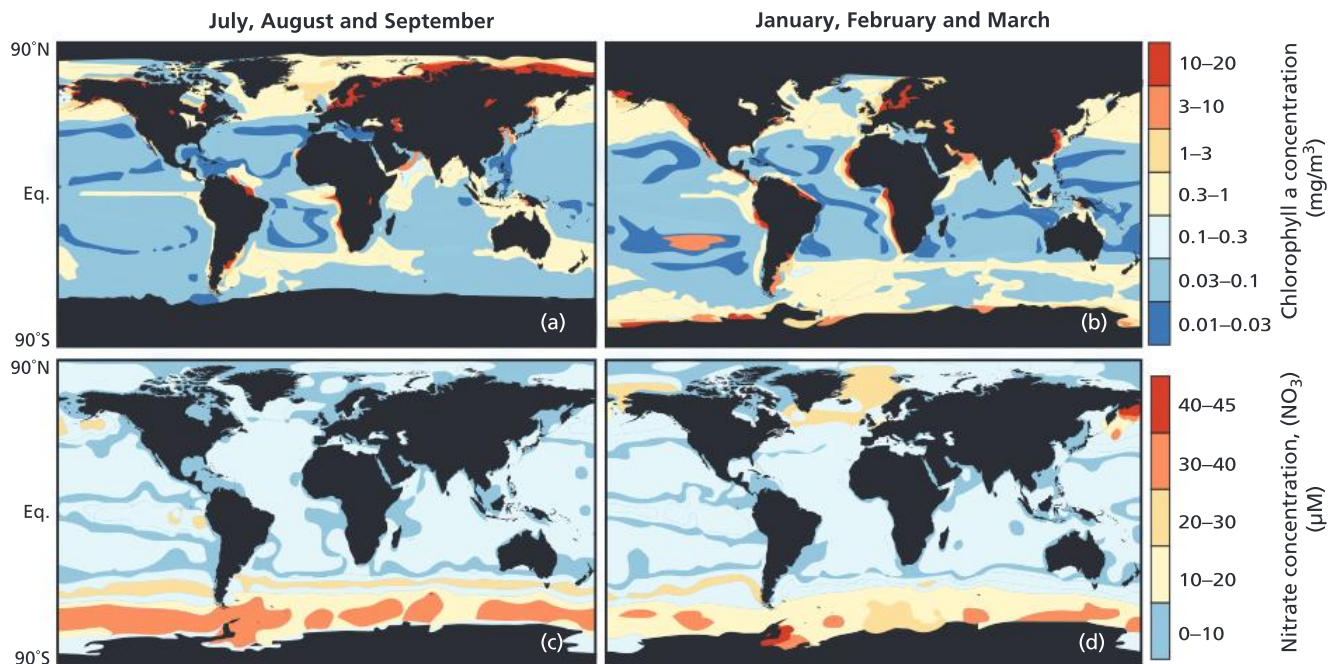 July, August and September
January, February and March
90°N
Eq.
90°S
(a)
(b)
10–20
3–10
1–3
0.3–1
0.1–0.3
0.03–0.1
0.01–0.03
Chlorophyll a concentration
(mg/m³)
90°N
Eq.
90°S
(c)
(d)
40–45
30–40
20–30
10–20
0–10
Nitrate concentration, (NO₃)
(µM)